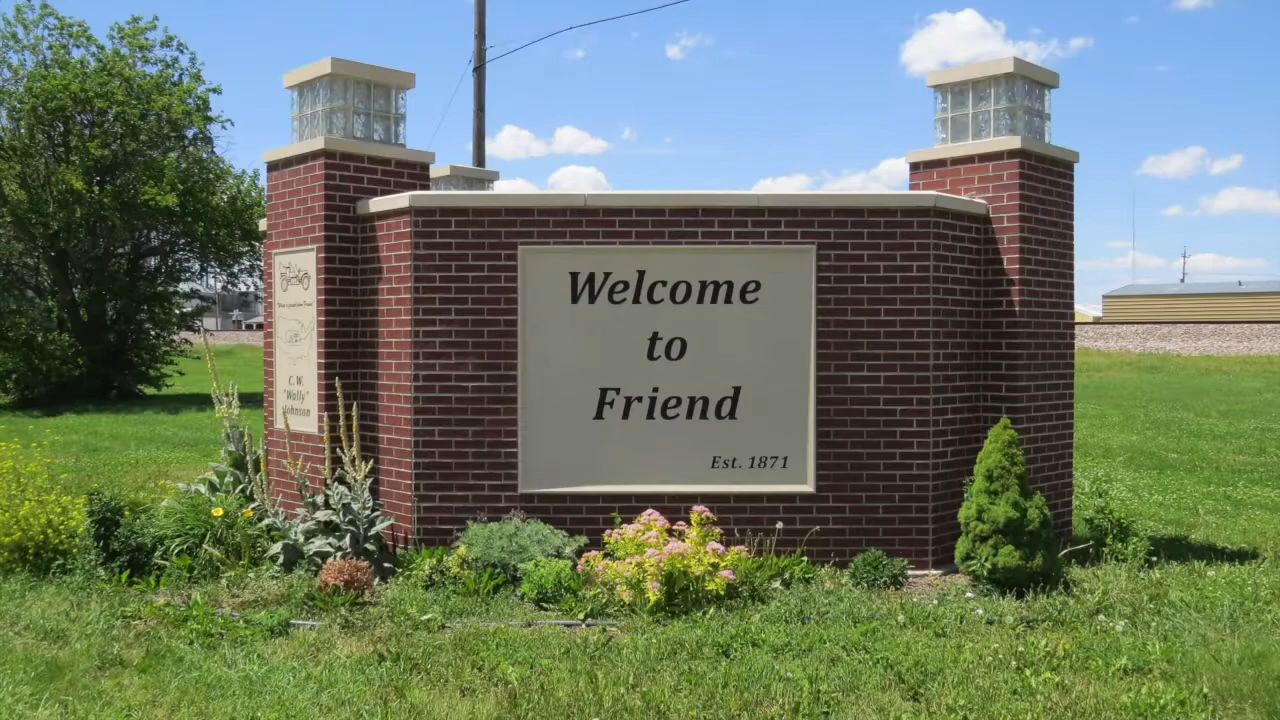 C. W.
"Wally"
Johnson
Welcome
to
Friend
Est. 1871